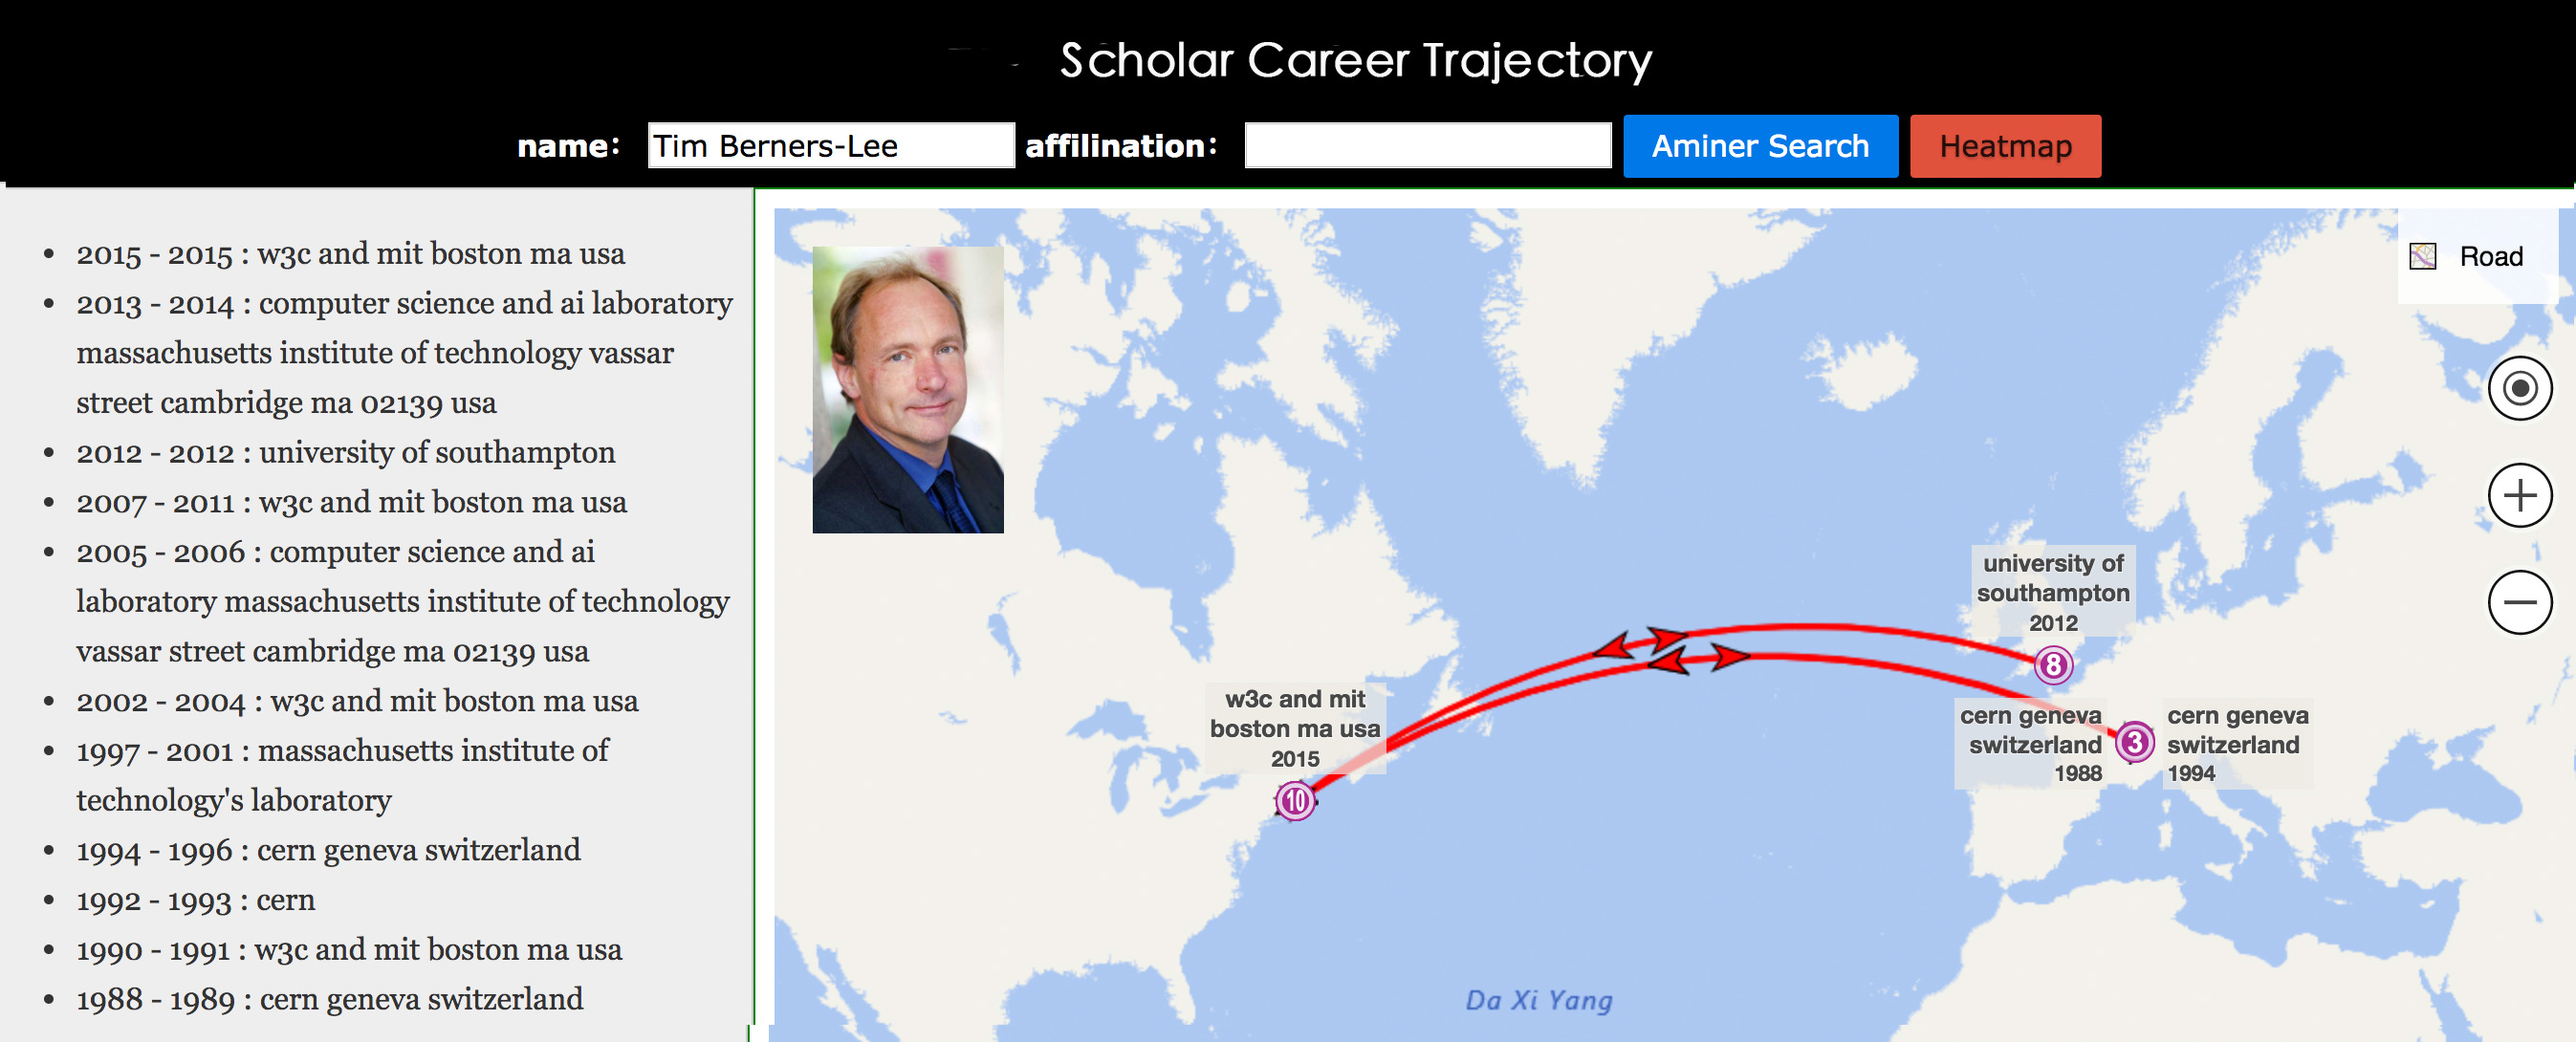 Scholar Career Trajectory
name: Tim Berners-Lee affilination: Aminer Search Heatmap
• 2015 - 2015 : w3c and mit boston ma usa
• 2013 - 2014 : computer science and ai laboratory
massachusetts institute of technology vassar
street cambridge ma 02139 usa
• 2012 - 2012 : university of southampton
• 2007 - 2011 : w3c and mit boston ma usa
• 2005 - 2006 : computer science and ai
laboratory massachusetts institute of technology
vassar street cambridge ma 02139 usa
• 2002 - 2004 : w3c and mit boston ma usa
• 1997 - 2001 : massachusetts institute of
technology's laboratory
• 1994 - 1996 : cern geneva switzerland
• 1992 - 1993 : cern
• 1990 - 1991 : w3c and mit boston ma usa
• 1988 - 1989 : cern geneva switzerland
Road
university of
southampton
2012
8
w3c and mit
boston ma usa
2015
10
cern geneva
switzerland
1988
3
cern geneva
switzerland
1994
Da Xi Yang